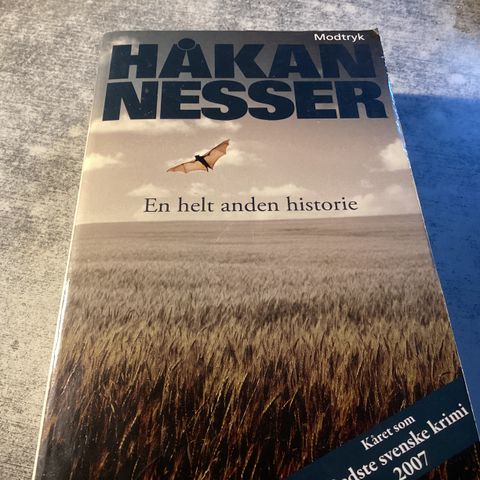 Modtryk
HÅKAN
NESSER
En helt anden historie
Kåret som
svenske krimi
2007